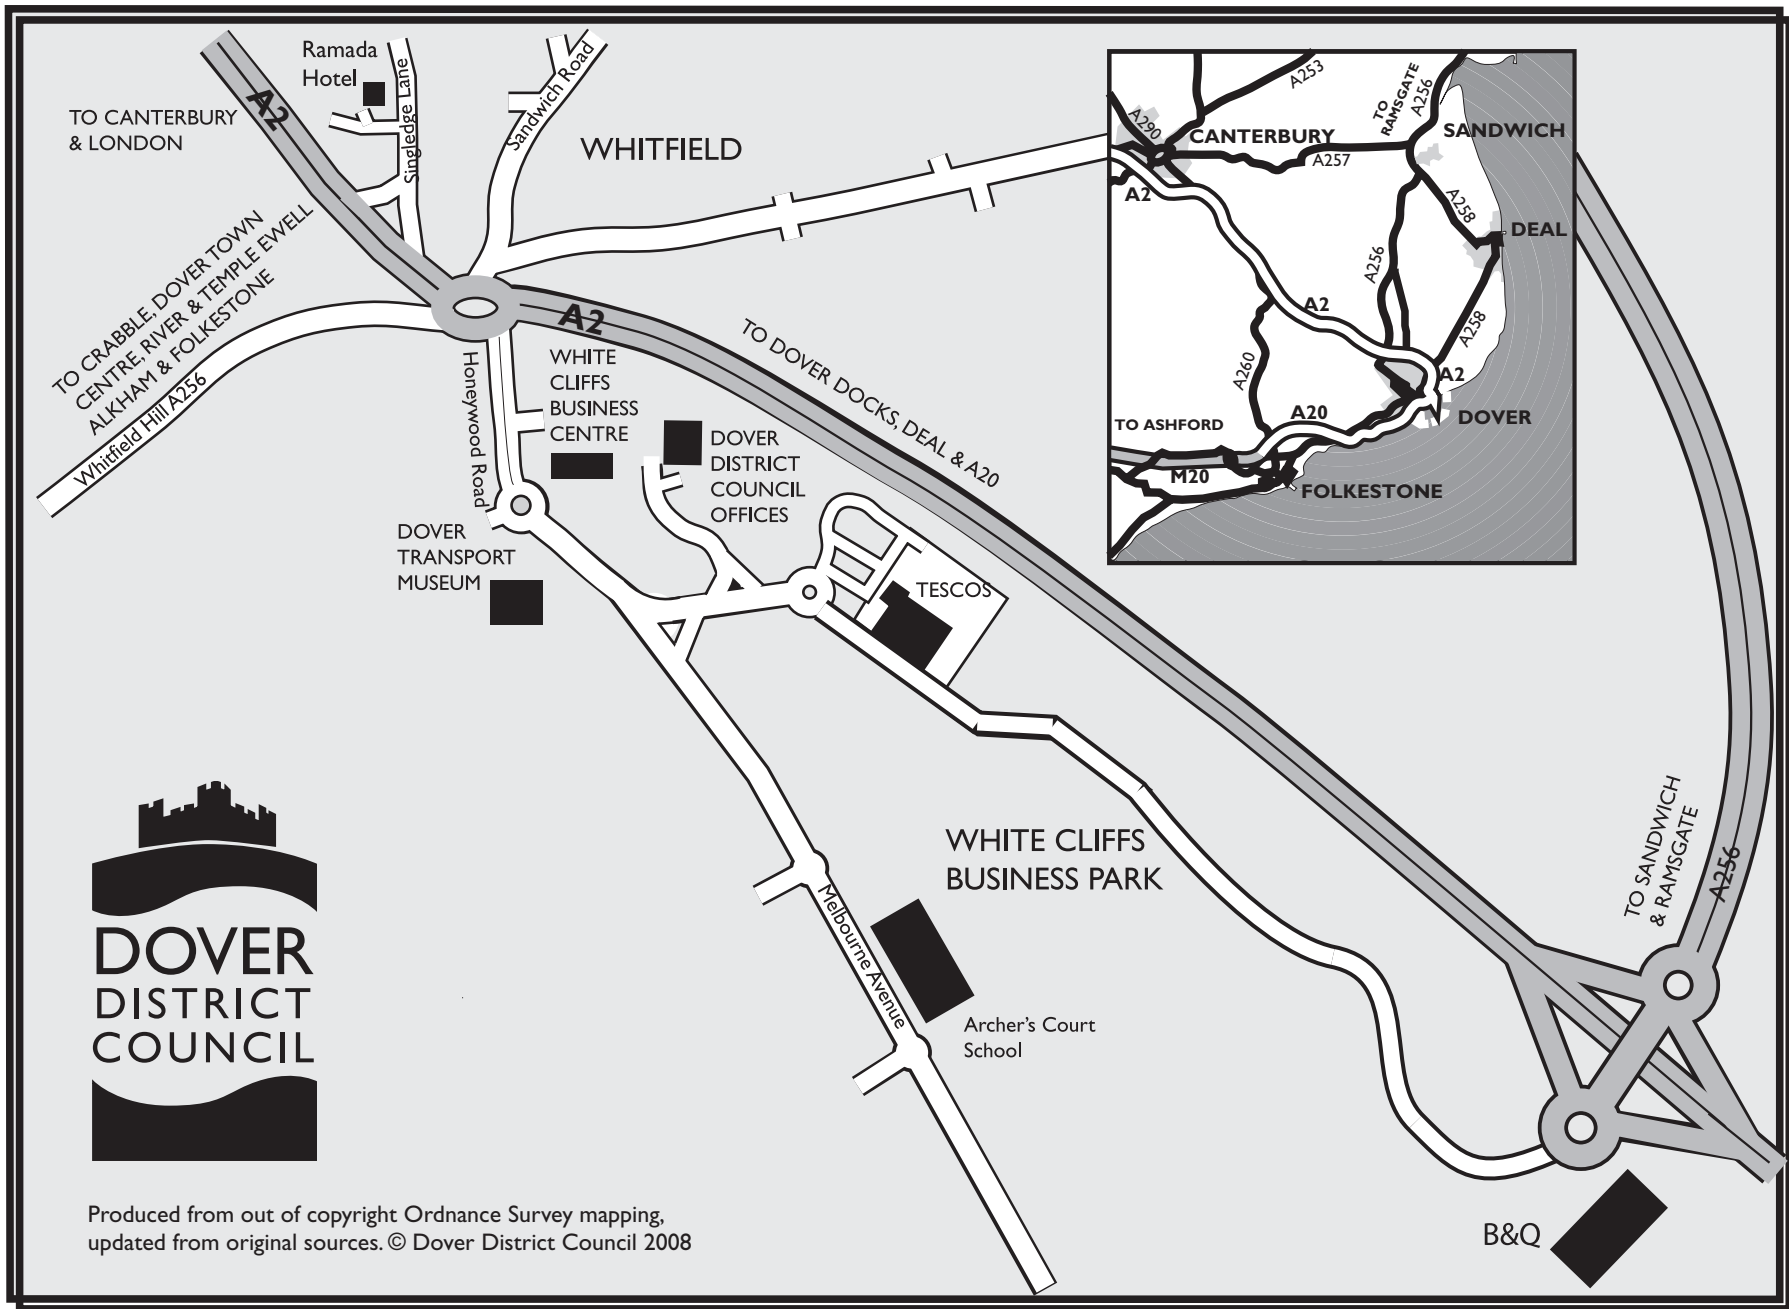 Ramada
Hotel
Singledge Lane
Sandwich Road
A2
TO CANTERBURY
& LONDON
WHITFIELD
TO CRABBLE, DOVER TOWN
CENTRE, RIVER & TEMPLE EWELL
ALKHAM & FOLKESTONE
Whitfield Hill A256
A2
TO DOVER DOCKS, DEAL & A20
Honeywood Road
WHITE
CLIFFS
BUSINESS
CENTRE
DOVER
DISTRICT
COUNCIL
OFFICES
DOVER
TRANSPORT
MUSEUM
TESCOS
WHITE CLIFFS
BUSINESS PARK
Melbourne Avenue
Archer's Court
School
TO SANDWICH
& RAMSGATE
A256
B&Q
A253
TO
RAMSGATE
A256
A290
CANTERBURY
SANDWICH
A257
A2
A258
DEAL
A256
A2
A258
A260
A2
A20
DOVER
TO ASHFORD
M20
FOLKESTONE
DOVER
DISTRICT
COUNCIL
Produced from out of copyright Ordnance Survey mapping,
updated from original sources. © Dover District Council 2008